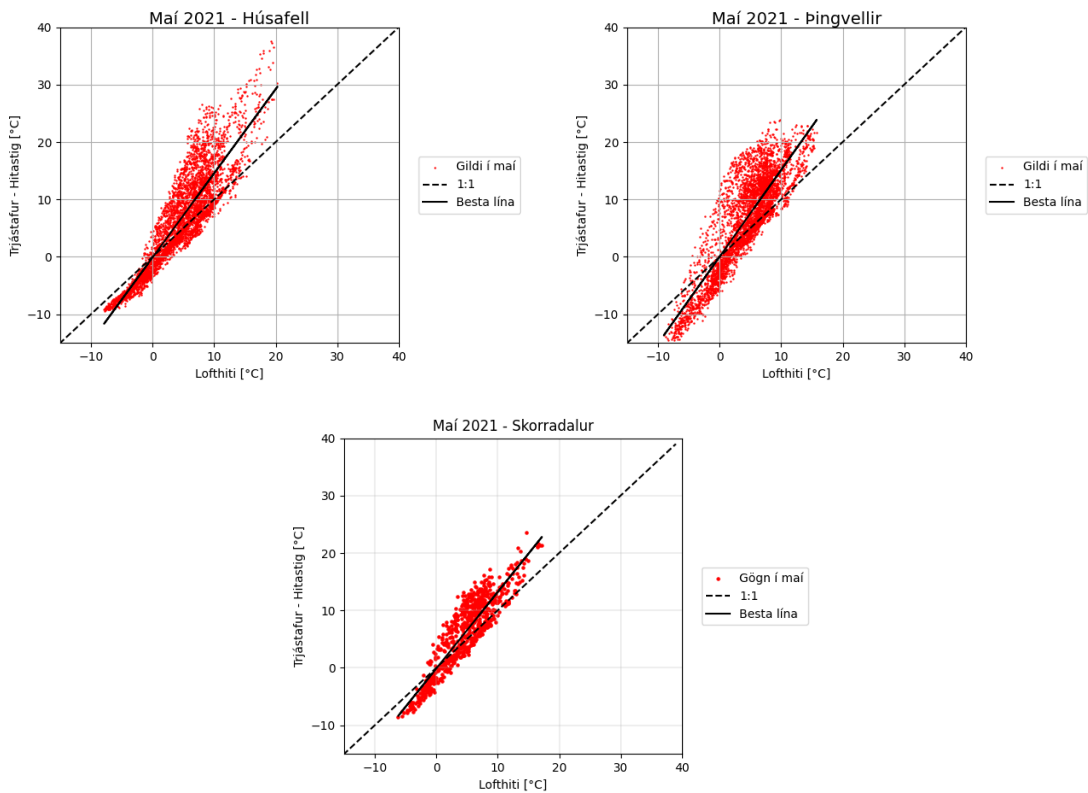 Maí 2021 - Húsafell
40
30
20
10
0
−10
Trjástafur - Hitastig [°C]
−10 0 10 20 30 40
Lofthiti [°C]
Gildi í maí
1:1
Besta lína
Maí 2021 - Þingvellir
40
30
20
10
0
−10
Trjástafur - Hitastig [°C]
−10 0 10 20 30 40
Lofthiti [°C]
Gildi í maí
1:1
Besta lína
Maí 2021 - Skorradalur
40
30
20
10
0
−10
Trjástafur - Hitastig [°C]
−10 0 10 20 30 40
Lofthiti [°C]
Gögn í maí
1:1
Besta lína